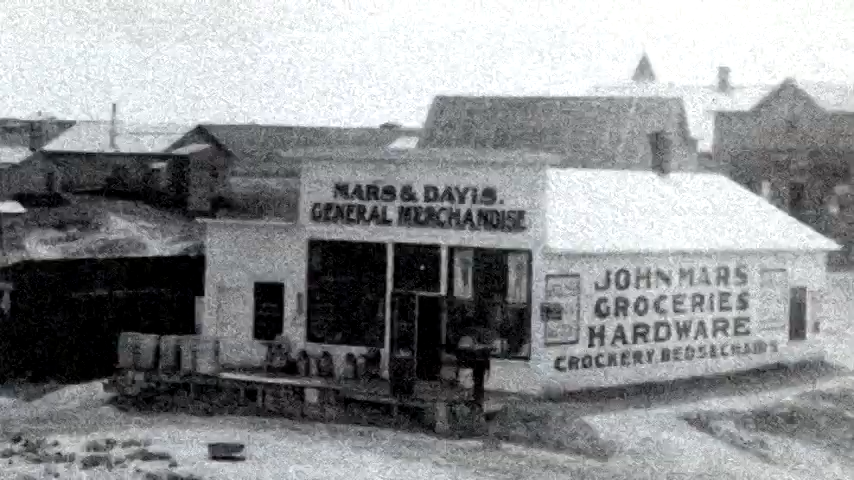 MARS & DAVIS.
GENERAL MERCHANDISE
JOHN MARS
GROCERIES
HARDWARE
CROCKERY, BEDS & CHAIRS